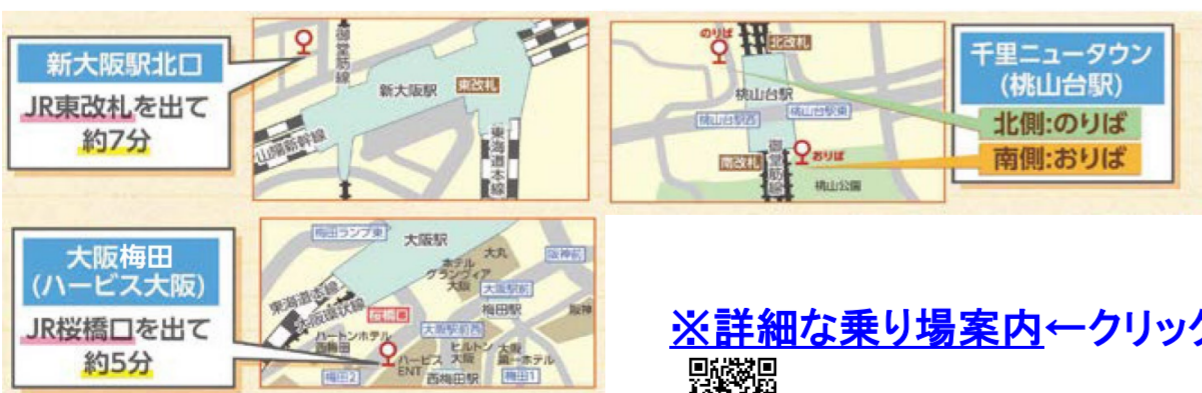 新大阪駅北口
JR東改札を出て
約7分
御堂筋線
新大阪駅
東改札
山陽新幹線
東海道本線
のりば
北改札
桃山台駅
桃山台駅西
桃山台駅東
南改札
御堂筋線
おりば
桃山公園
千里ニュータウン
(桃山台駅)
北側:のりば
南側:おりば
大阪梅田
(ハービス大阪)
JR桜橋口を出て
約5分
梅田ランプ東
大阪駅
大丸
阪神前
ホテル
グランヴィア
大阪
大阪駅前
東海道本線
大阪環状線
桜橋口
梅田駅
阪神
大阪駅前西
ハートンホテル
西梅田
ハービス
ENT
ヒルトン
大阪
大阪
第一ホテル
梅田2
西梅田駅
梅田1
※詳細な乗り場案内←クリック